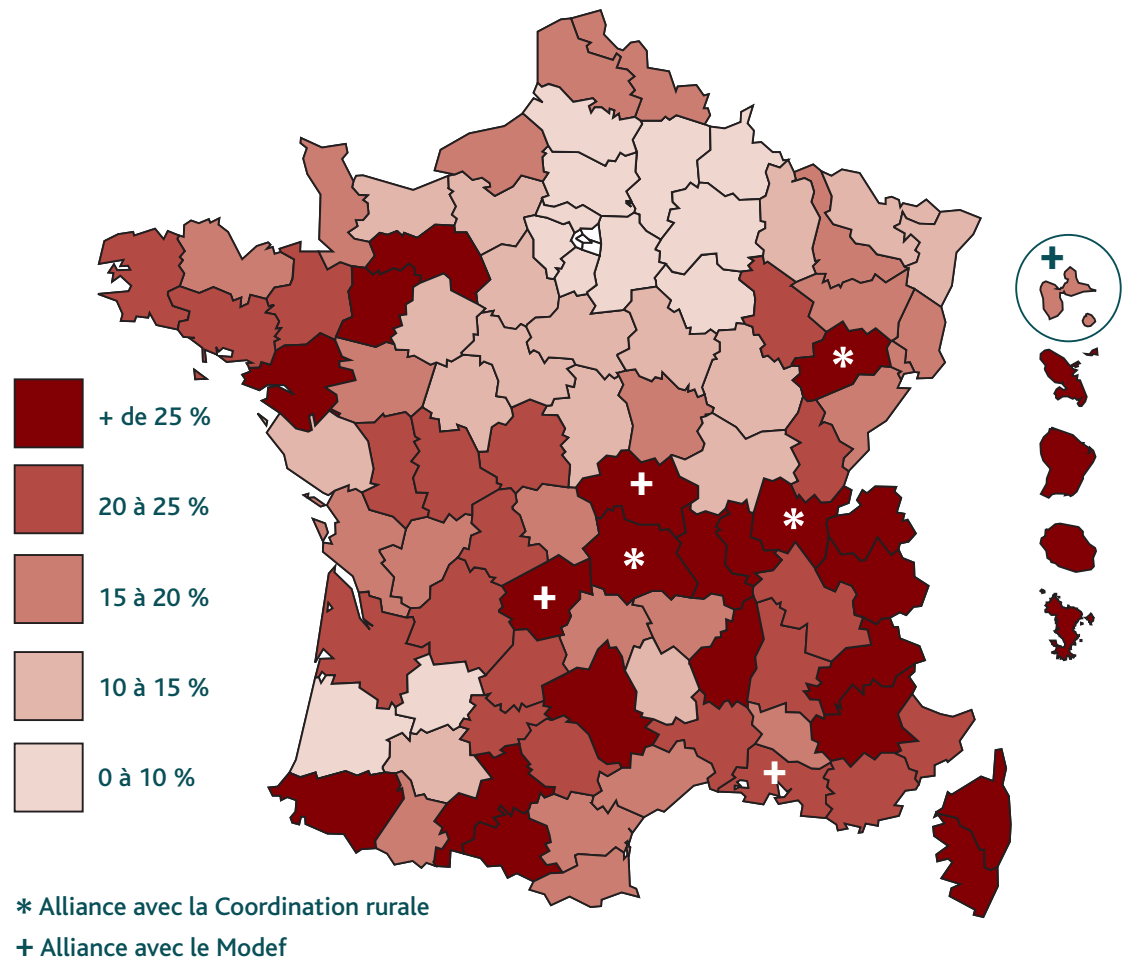 + de 25 %
20 à 25 %
15 à 20 %
10 à 15 %
0 à 10 %
* Alliance avec la Coordination rurale
+ Alliance avec le Modef